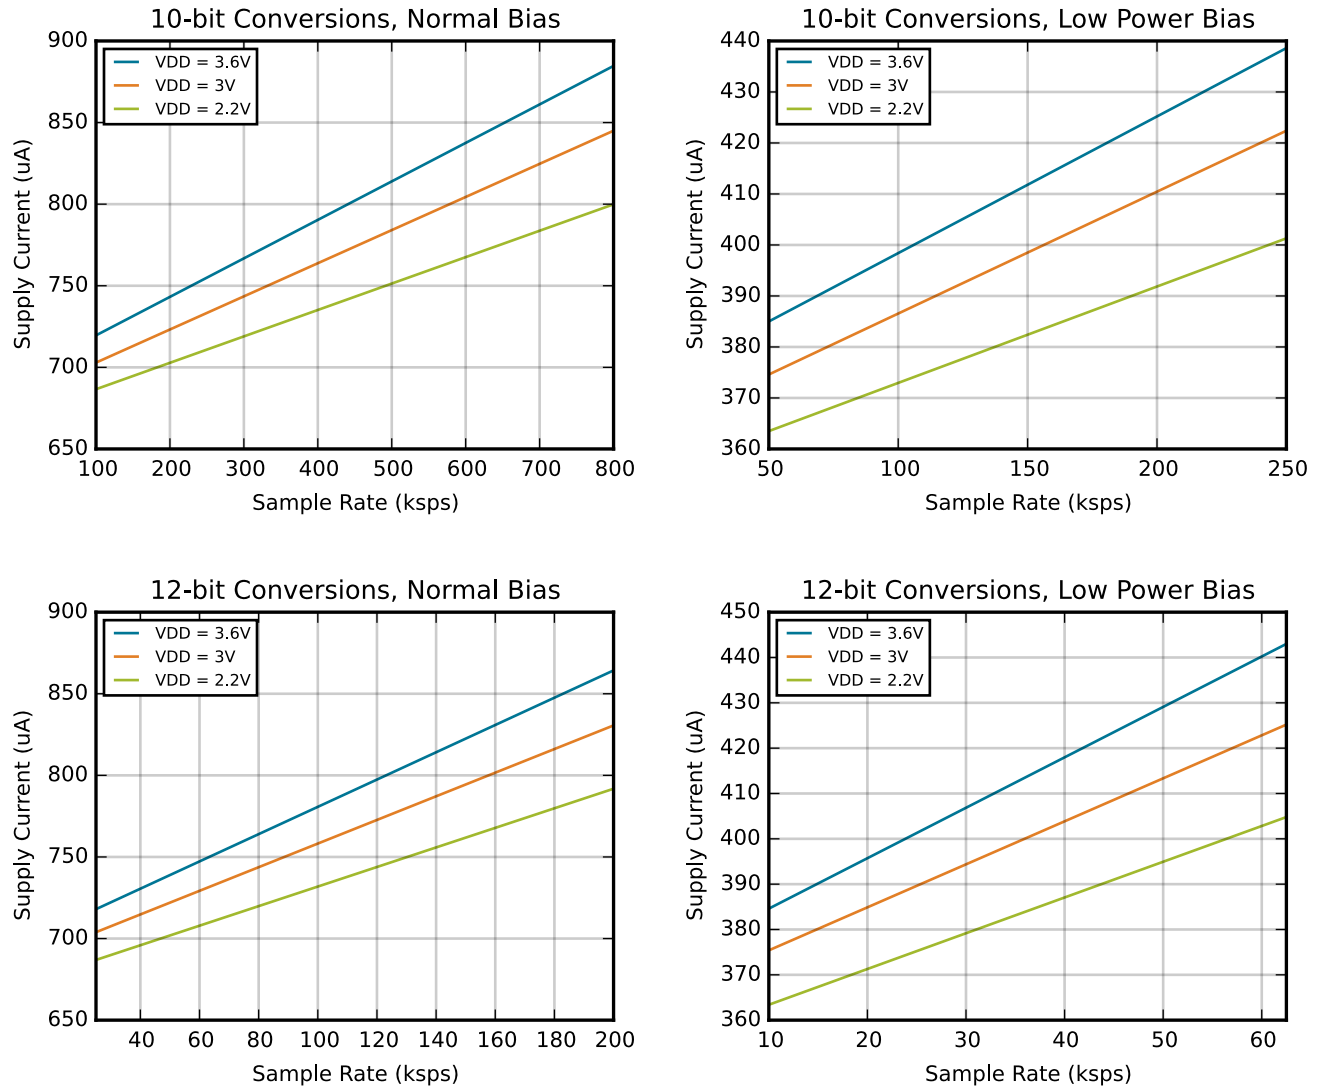 10-bit Conversions, Normal Bias
900
850
800
750
700
650
Supply Current (uA)
VDD = 3.6V
VDD = 3V
VDD = 2.2V
100 200 300 400 500 600 700 800
Sample Rate (ksps)
10-bit Conversions, Low Power Bias
440
430
420
410
400
390
380
370
360
Supply Current (uA)
VDD = 3.6V
VDD = 3V
VDD = 2.2V
50 100 150 200 250
Sample Rate (ksps)
12-bit Conversions, Normal Bias
900
850
800
750
700
650
Supply Current (uA)
VDD = 3.6V
VDD = 3V
VDD = 2.2V
40 60 80 100 120 140 160 180 200
Sample Rate (ksps)
12-bit Conversions, Low Power Bias
450
440
430
420
410
400
390
380
370
360
Supply Current (uA)
VDD = 3.6V
VDD = 3V
VDD = 2.2V
10 20 30 40 50 60
Sample Rate (ksps)